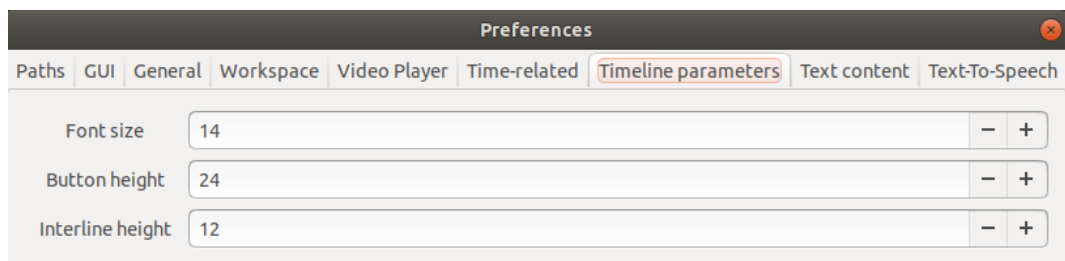 Preferences
Paths GUI General Workspace Video Player Time-related Timeline parameters Text content Text-To-Speech
Font size 14
Button height 24
Interline height 12